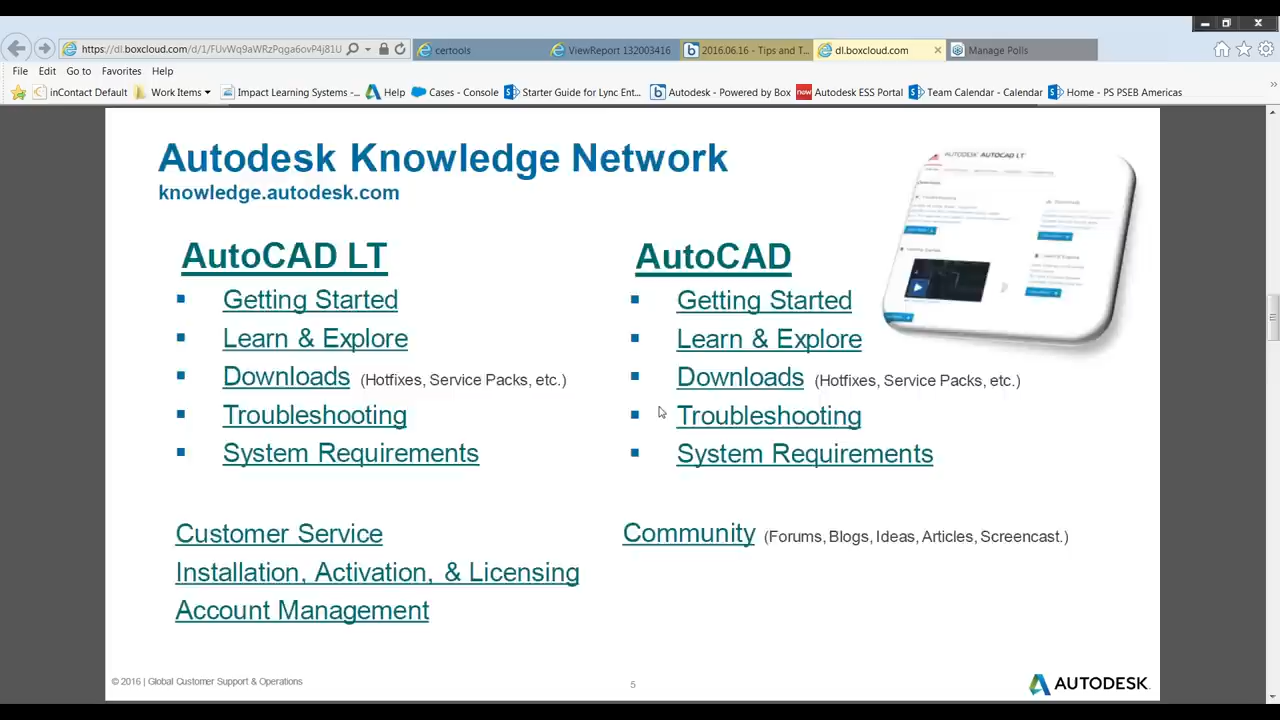 https://dl.boxcloud.com/d/1/FUvWq9aWRzPqga6ovP4j81U
certools
ViewReport 132003416
2016.06.16 - Tips and T...
dl.boxcloud.com
Manage Polls
File Edit Go to Favorites Help
inContact Default
Work Items
Impact Learning Systems -...
Help
Cases - Console
Starter Guide for Lync Ent...
Autodesk - Powered by Box
now
Autodesk ESS Portal
Team Calendar - Calendar
Home - PS PSEB Americas
Autodesk Knowledge Network
knowledge.autodesk.com
AUTODESK AUTOCAD LT
AutoCAD LT
Getting Started
Learn & Explore
Downloads (Hotfixes, Service Packs, etc.)
Troubleshooting
System Requirements
AutoCAD
Getting Started
Learn & Explore
Downloads (Hotfixes, Service Packs, etc.)
Troubleshooting
System Requirements
Customer Service
Installation, Activation, & Licensing
Account Management
Community (Forums, Blogs, Ideas, Articles, Screencast.)
© 2016 | Global Customer Support & Operations
5
AUTODESK.